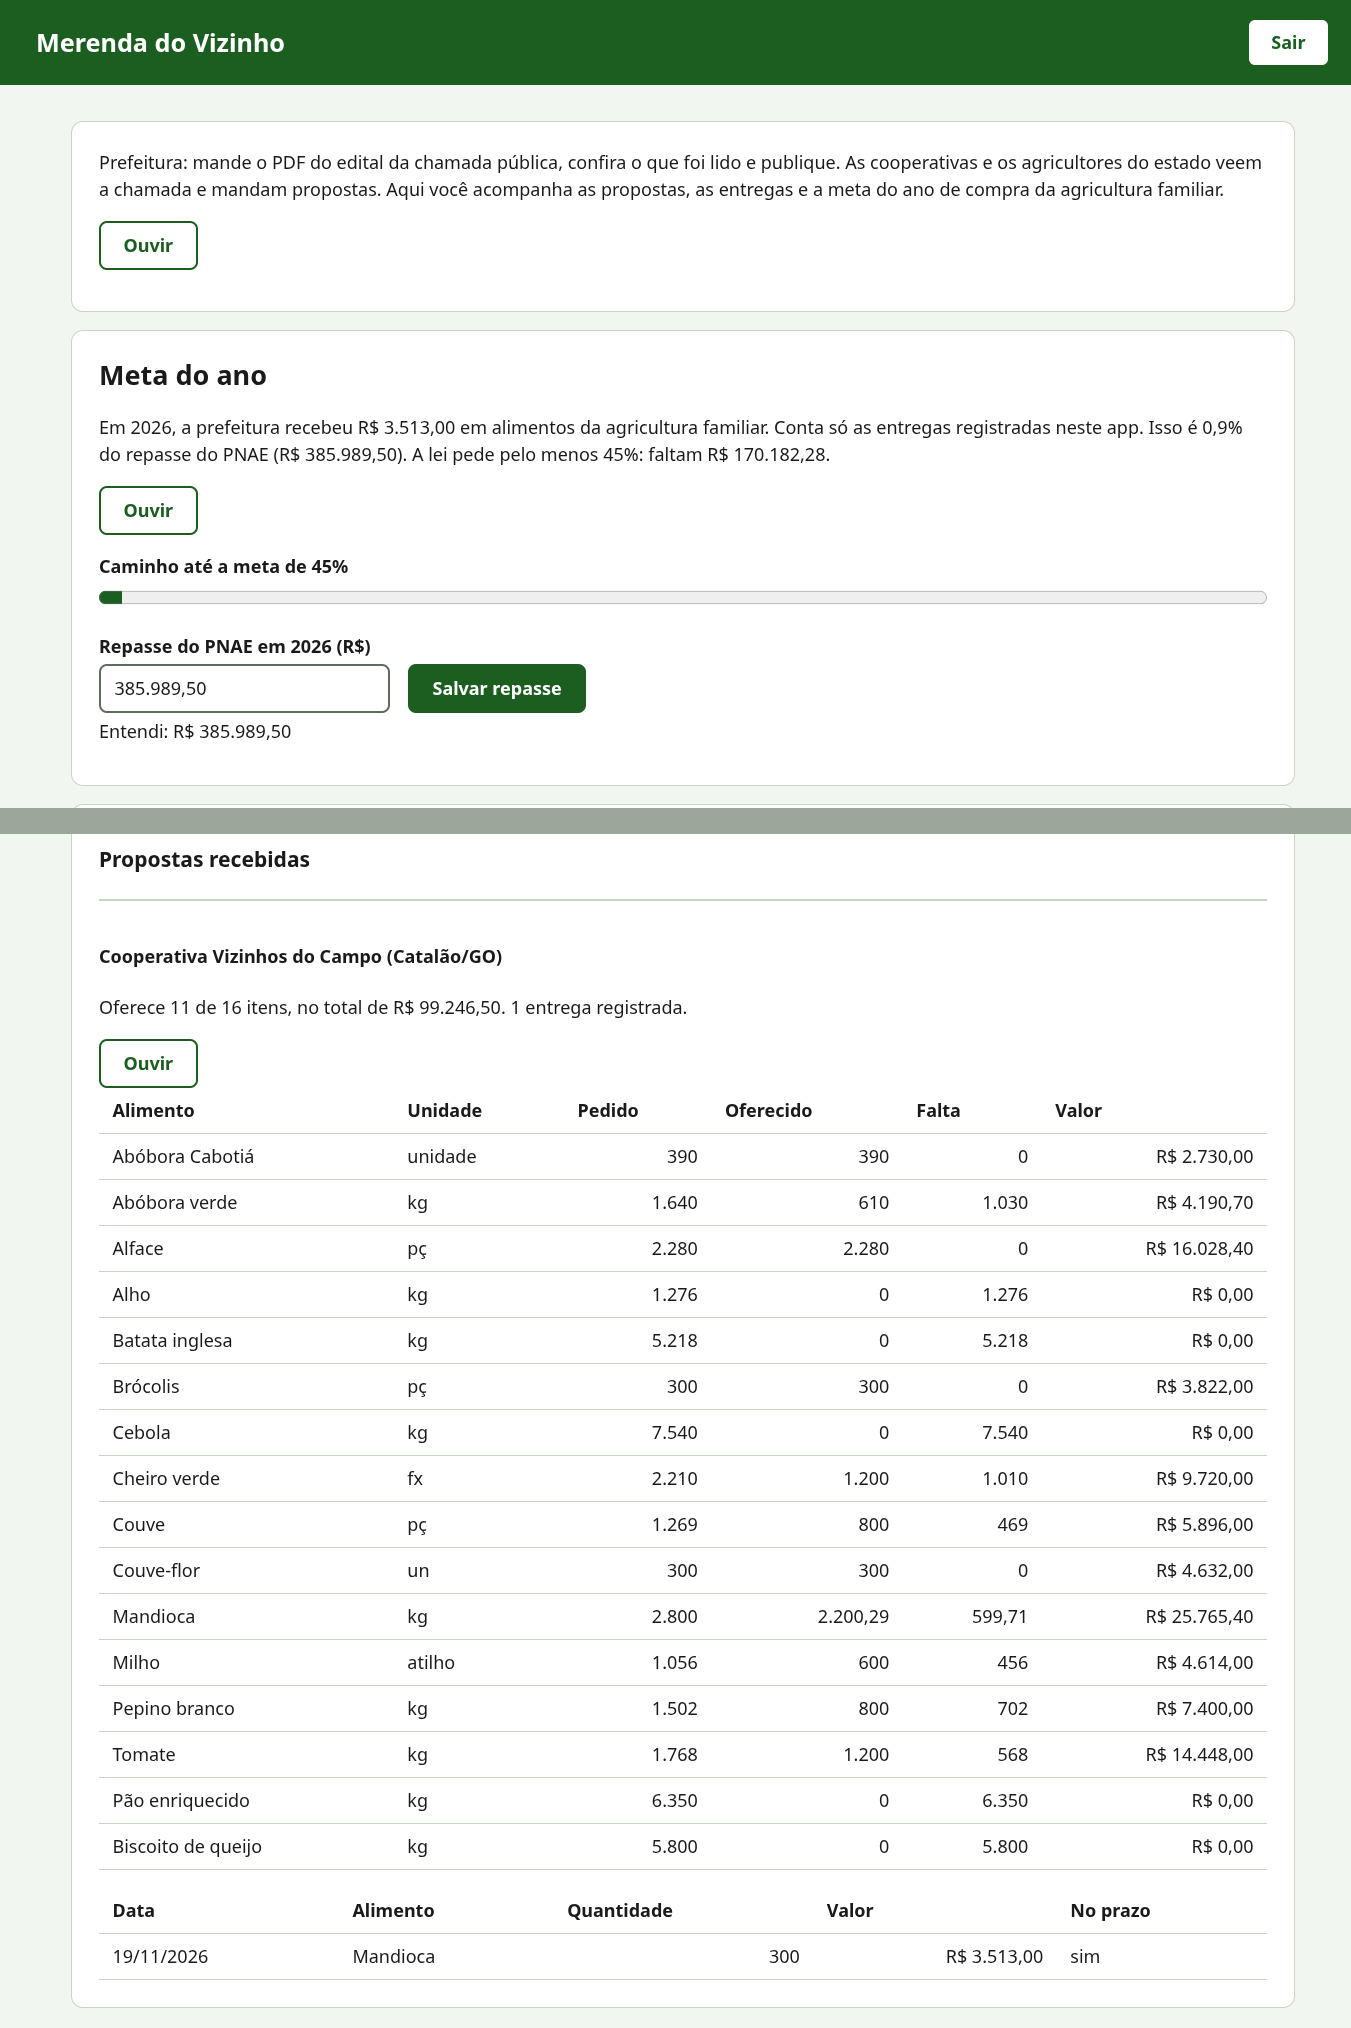 Merenda do Vizinho
Sair
Prefeitura: mande o PDF do edital da chamada pública, confira o que foi lido e publique. As cooperativas e os agricultores do estado veem
a chamada e mandam propostas. Aqui você acompanha as propostas, as entregas e a meta do ano de compra da agricultura familiar.
Ouvir
Meta do ano
Em 2026, a prefeitura recebeu R$ 3.513,00 em alimentos da agricultura familiar. Conta só as entregas registradas neste app. Isso é 0,9%
do repasse do PNAE (R$ 385.989,50). A lei pede pelo menos 45%: faltam R$ 170.182,28.
Ouvir
Caminho até a meta de 45%
Repasse do PNAE em 2026 (R$)
385.989,50
Salvar repasse
Entendi: R$ 385.989,50
Propostas recebidas
Cooperativa Vizinhos do Campo (Catalão/GO)
Oferece 11 de 16 itens, no total de R$ 99.246,50. 1 entrega registrada.
Ouvir
Alimento Unidade Pedido Oferecido Falta Valor
Abóbora Cabotiá unidade 390 390 0 R$ 2.730,00
Abóbora verde kg 1.640 610 1.030 R$ 4.190,70
Alface pç 2.280 2.280 0 R$ 16.028,40
Alho kg 1.276 0 1.276 R$ 0,00
Batata inglesa kg 5.218 0 5.218 R$ 0,00
Brócolis pç 300 300 0 R$ 3.822,00
Cebola kg 7.540 0 7.540 R$ 0,00
Cheiro verde fx 2.210 1.200 1.010 R$ 9.720,00
Couve pç 1.269 800 469 R$ 5.896,00
Couve-flor un 300 300 0 R$ 4.632,00
Mandioca kg 2.800 2.200,29 599,71 R$ 25.765,40
Milho atilho 1.056 600 456 R$ 4.614,00
Pepino branco kg 1.502 800 702 R$ 7.400,00
Tomate kg 1.768 1.200 568 R$ 14.448,00
Pão enriquecido kg 6.350 0 6.350 R$ 0,00
Biscoito de queijo kg 5.800 0 5.800 R$ 0,00
Data Alimento Quantidade Valor No prazo
19/11/2026 Mandioca 300 R$ 3.513,00 sim